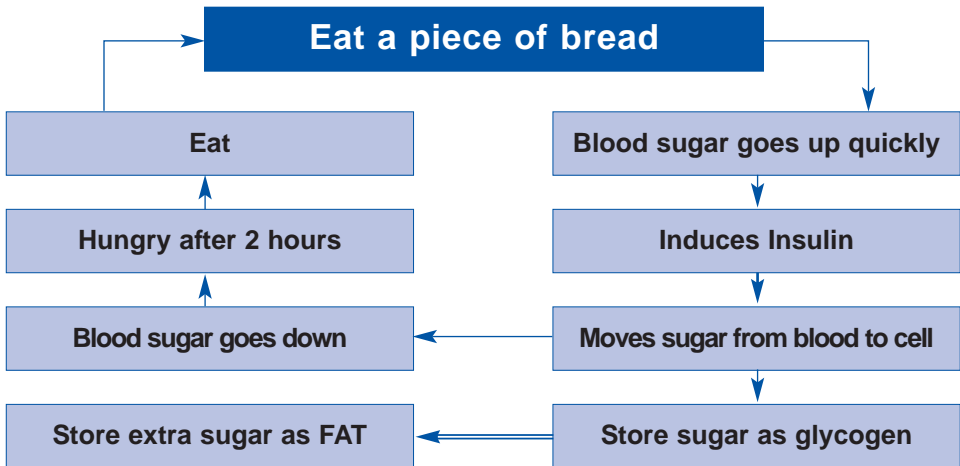 Eat a piece of bread
Eat
Blood sugar goes up quickly
Hungry after 2 hours
Induces Insulin
Blood sugar goes down
Moves sugar from blood to cell
Store extra sugar as FAT
Store sugar as glycogen